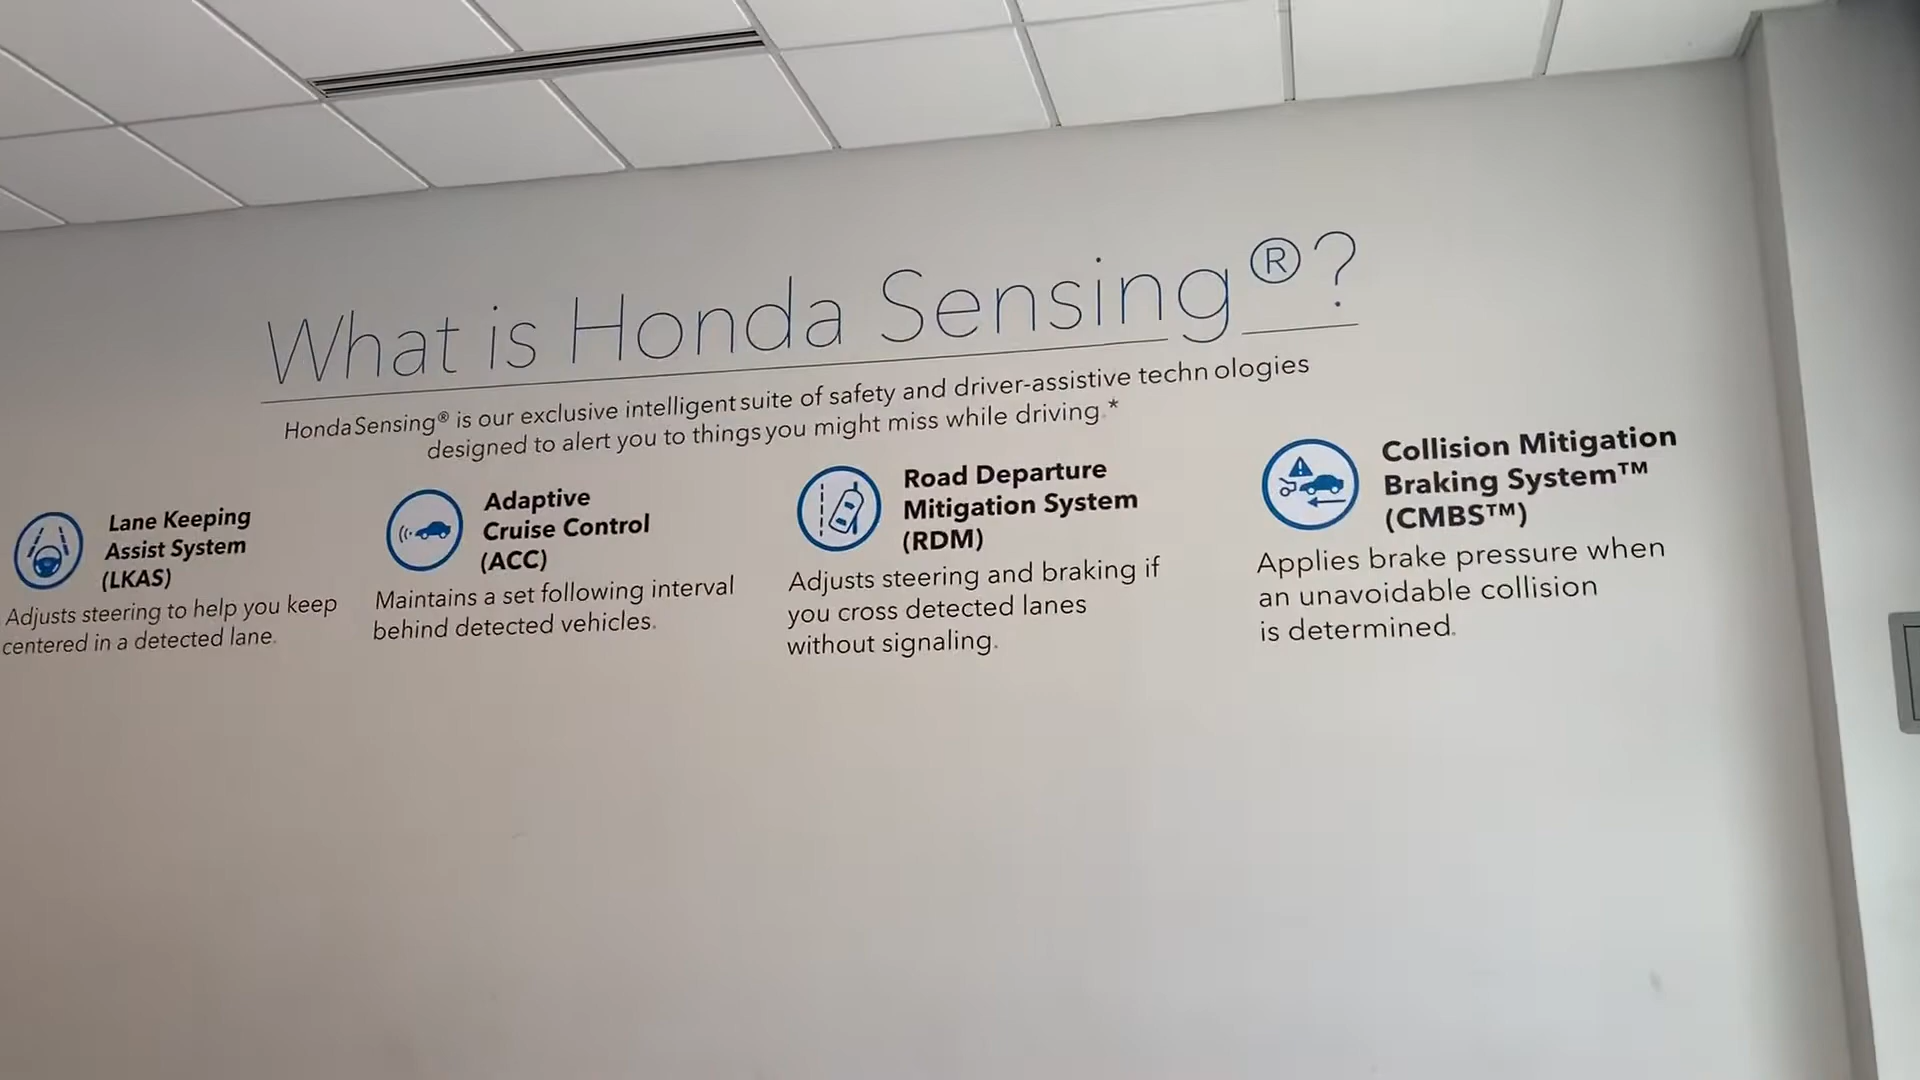 What is Honda Sensing®?
Honda Sensing® is our exclusive intelligent suite of safety and driver-assistive technologies
designed to alert you to things you might miss while driving.*
Lane Keeping
Assist System
(LKAS)
Adjusts steering to help you keep
centered in a detected lane.
Adaptive
Cruise Control
(ACC)
Maintains a set following interval
behind detected vehicles.
Road Departure
Mitigation System
(RDM)
Adjusts steering and braking if
you cross detected lanes
without signaling.
Collision Mitigation
Braking System™
(CMBS™)
Applies brake pressure when
an unavoidable collision
is determined.